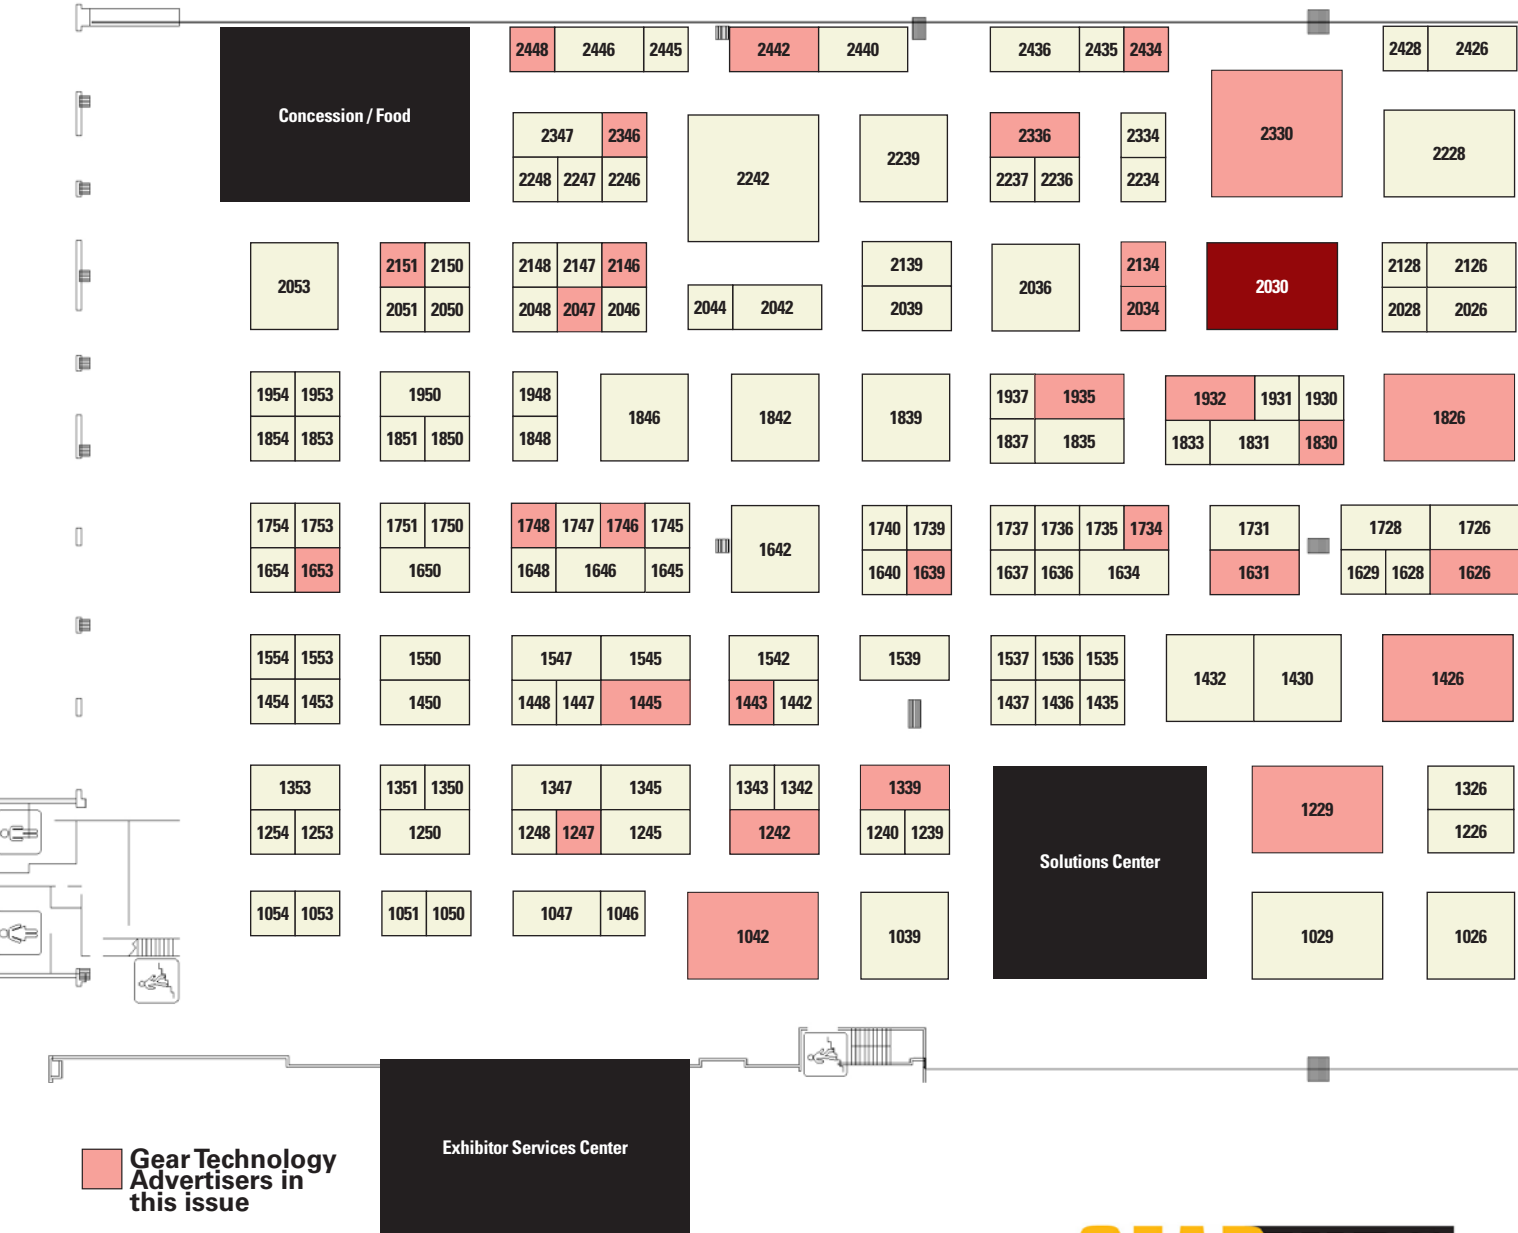 2448 2446 2445 2442 2440 2436 2435 2434 2428 2426
Concession / Food
2347 2346 2336 2334 2330
2239 2228
2248 2247 2246 2242 2237 2236 2234
2151 2150 2148 2147 2146 2139 2134 2128 2126
2053 2036 2030
2051 2050 2048 2047 2046 2044 2042 2039 2034 2028 2026
1954 1953 1950 1948 1937 1935 1932 1931 1930
1846 1842 1839 1826
1854 1853 1851 1850 1848 1837 1835 1833 1831 1830
1754 1753 1751 1750 1748 1747 1746 1745 1740 1739 1737 1736 1735 1734 1731 1728 1726
1642
1654 1653 1650 1648 1646 1645 1640 1639 1637 1636 1634 1631 1629 1628 1626
1554 1553 1550 1547 1545 1542 1539 1537 1536 1535
1432 1430 1426
1454 1453 1450 1448 1447 1445 1443 1442 1437 1436 1435
1353 1351 1350 1347 1345 1343 1342 1339 1326
1229
1254 1253 1250 1248 1247 1245 1242 1240 1239 1226
Solutions Center
1054 1053 1051 1050 1047 1046
1042 1039 1029 1026
Exhibitor Services Center
Gear Technology
Advertisers in
this issue